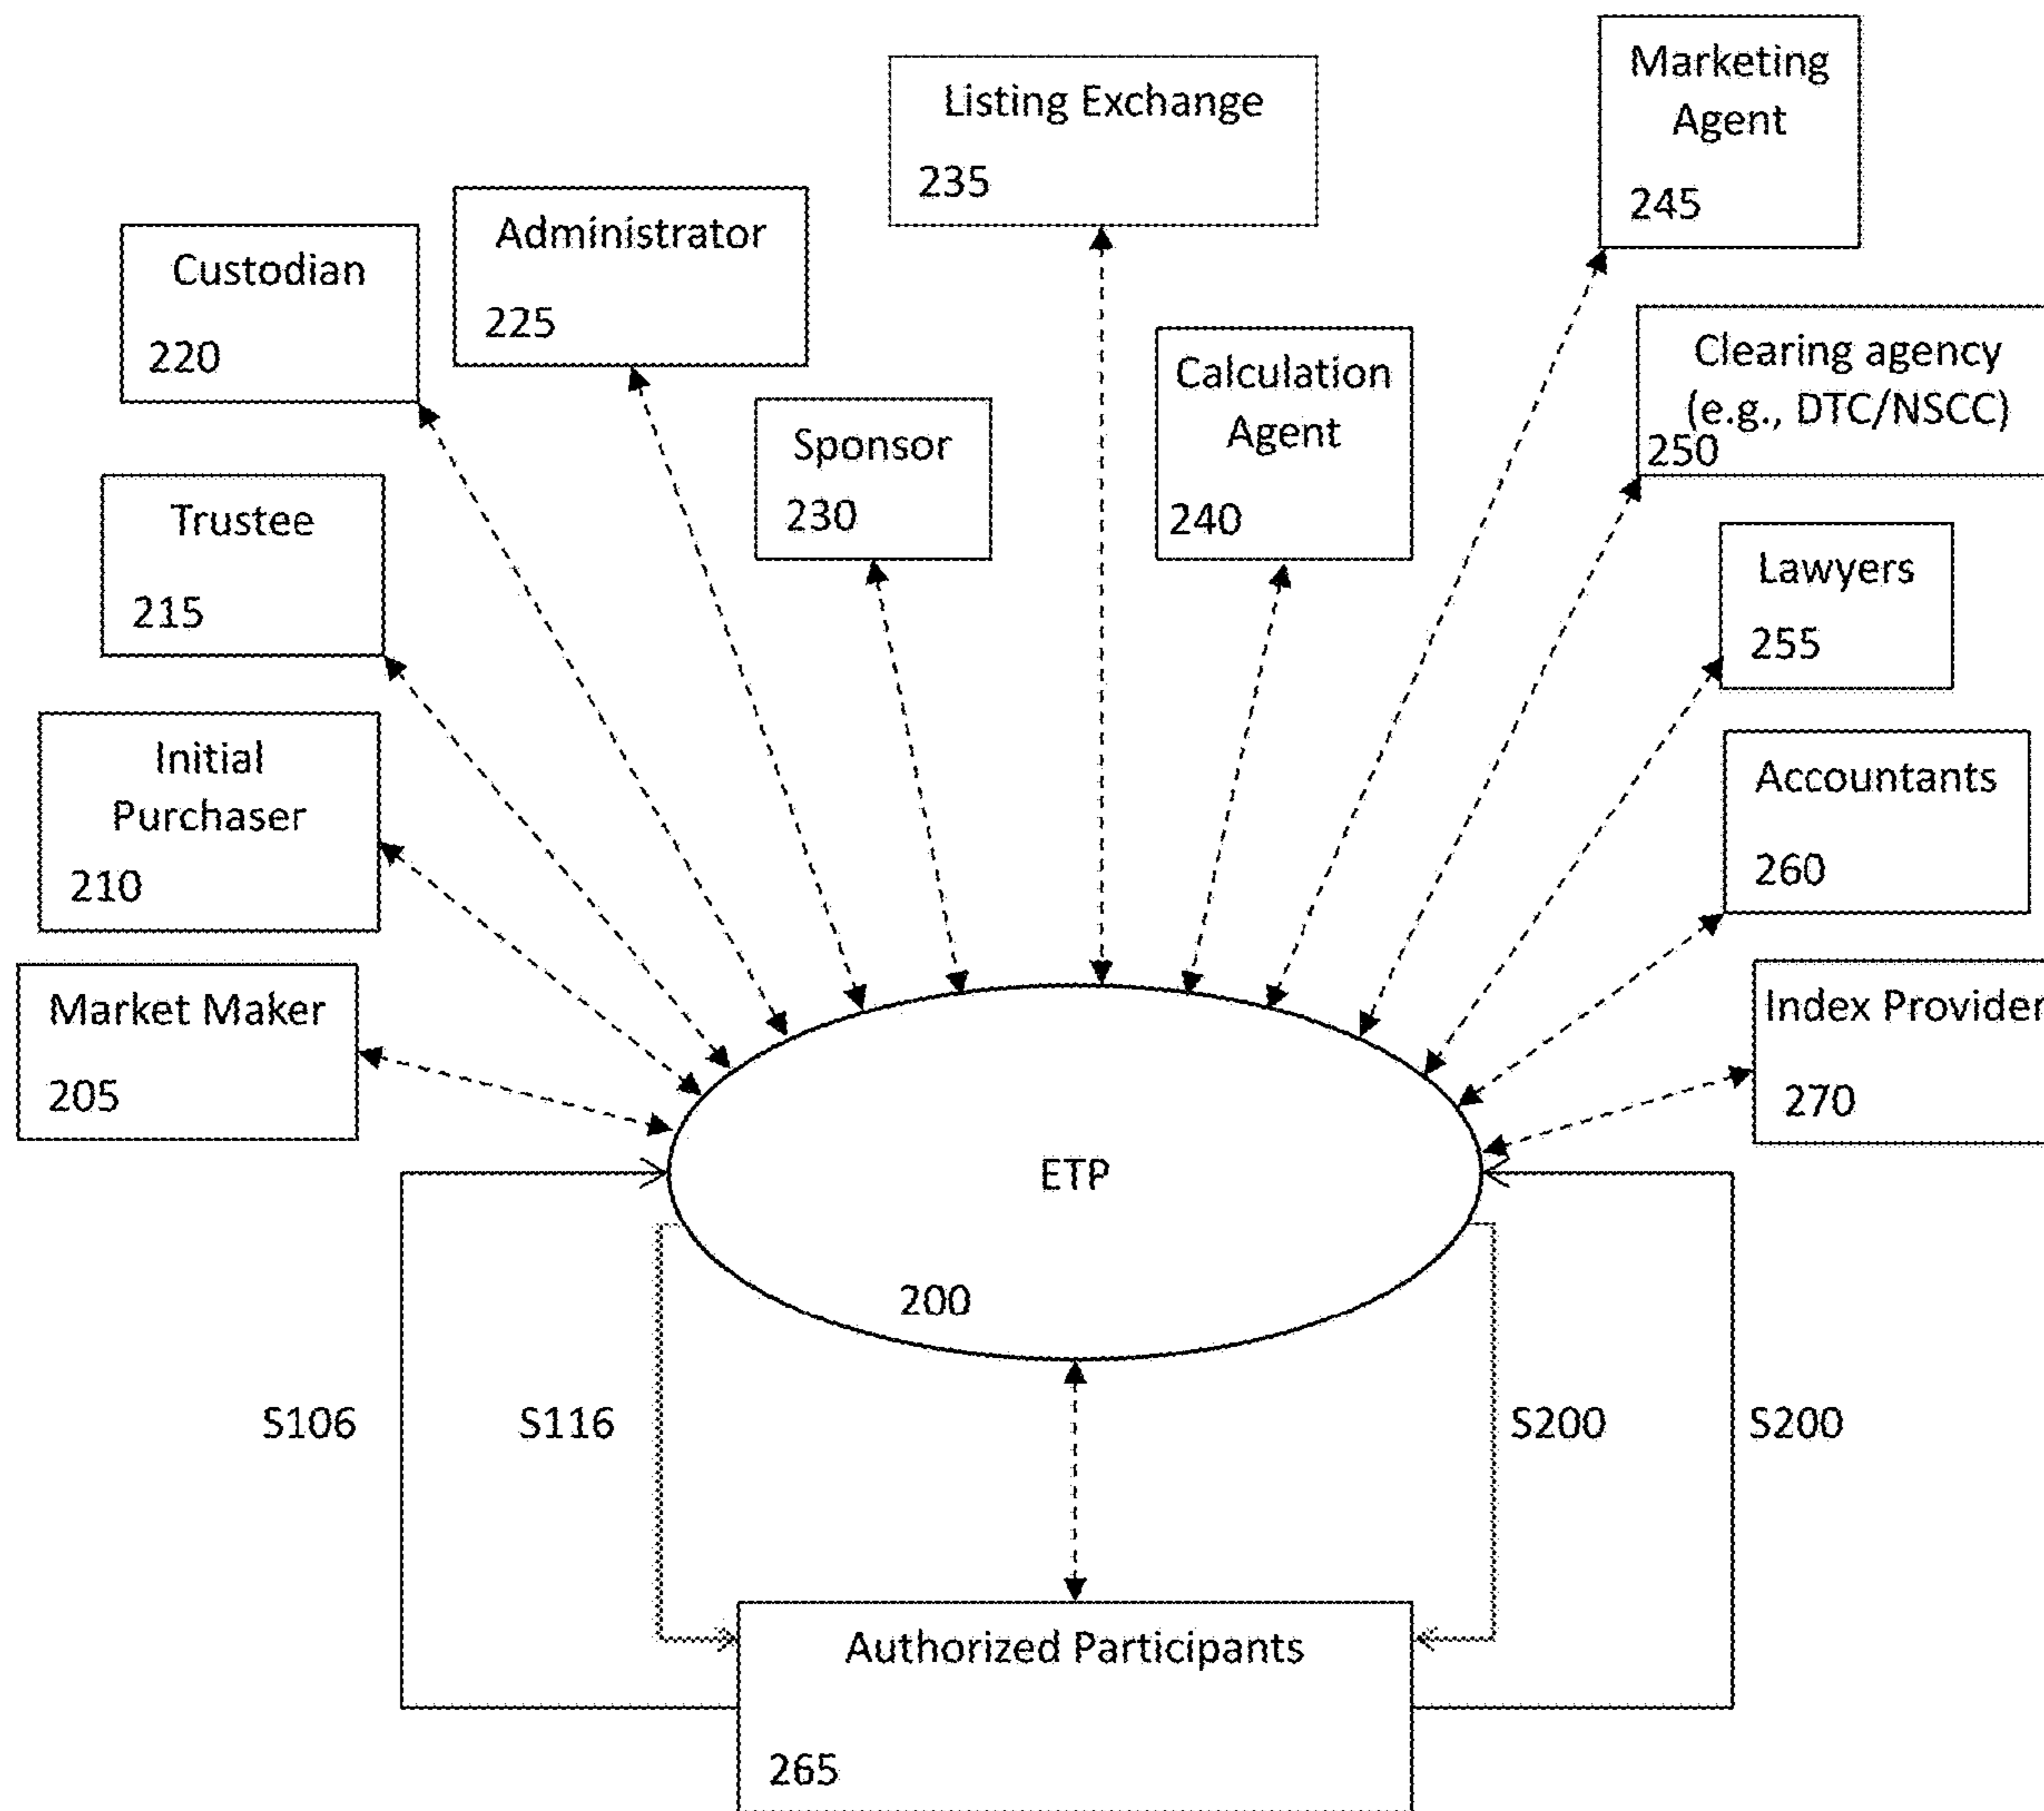 Marketing
Agent
245
Listing Exchange
235
Administrator
225
Custodian
220
Clearing agency
(e.g., DTC/NSCC)
250
Calculation
Agent
240
Sponsor
230
Trustee
215
Lawyers
255
Initial
Purchaser
210
Accountants
260
Market Maker
205
Index Provider
270
ETP
200
S106
S116
S200
S200
Authorized Participants
265